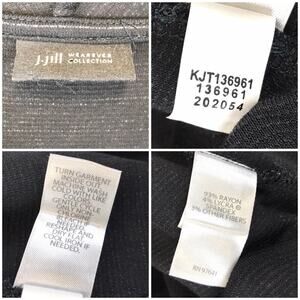 J.Jill WEAREVER
COLLECTION
KJT136961
136961
202054
TURN GARMENT
INSIDE OUT
MACHINE WASH
COLD WITH
LIKE COLORS
GENTLE CYCLE
NON-
CHLORINE
BLEACH IF
NEEDED
RESHAPE AND
DRY FLAT
COOL IRON IF
NEEDED.
93% RAYON
4% LYCRA ®
SPANDEX
3% OTHER FIBERS
RN 97641